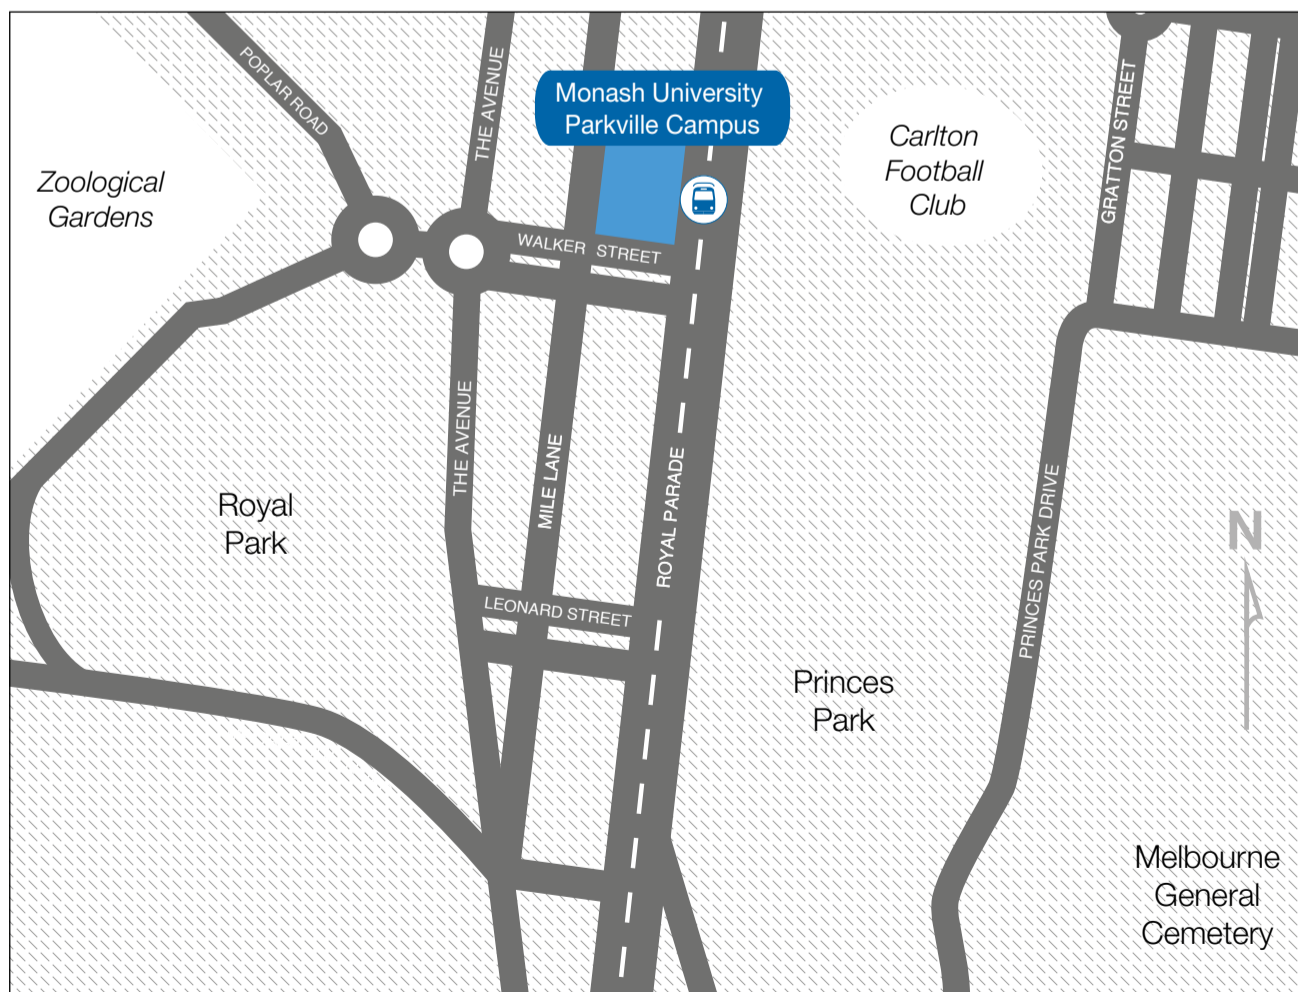 POPLAR ROAD
THE AVENUE
Monash University
Parkville Campus
Carlton
Football
Club
GRATTON STREET
Zoological
Gardens
WALKER STREET
THE AVENUE
MILE LANE
ROYAL PARADE
PRINCES PARK DRIVE
Royal
Park
N
LEONARD STREET
Princes
Park
Melbourne
General
Cemetery